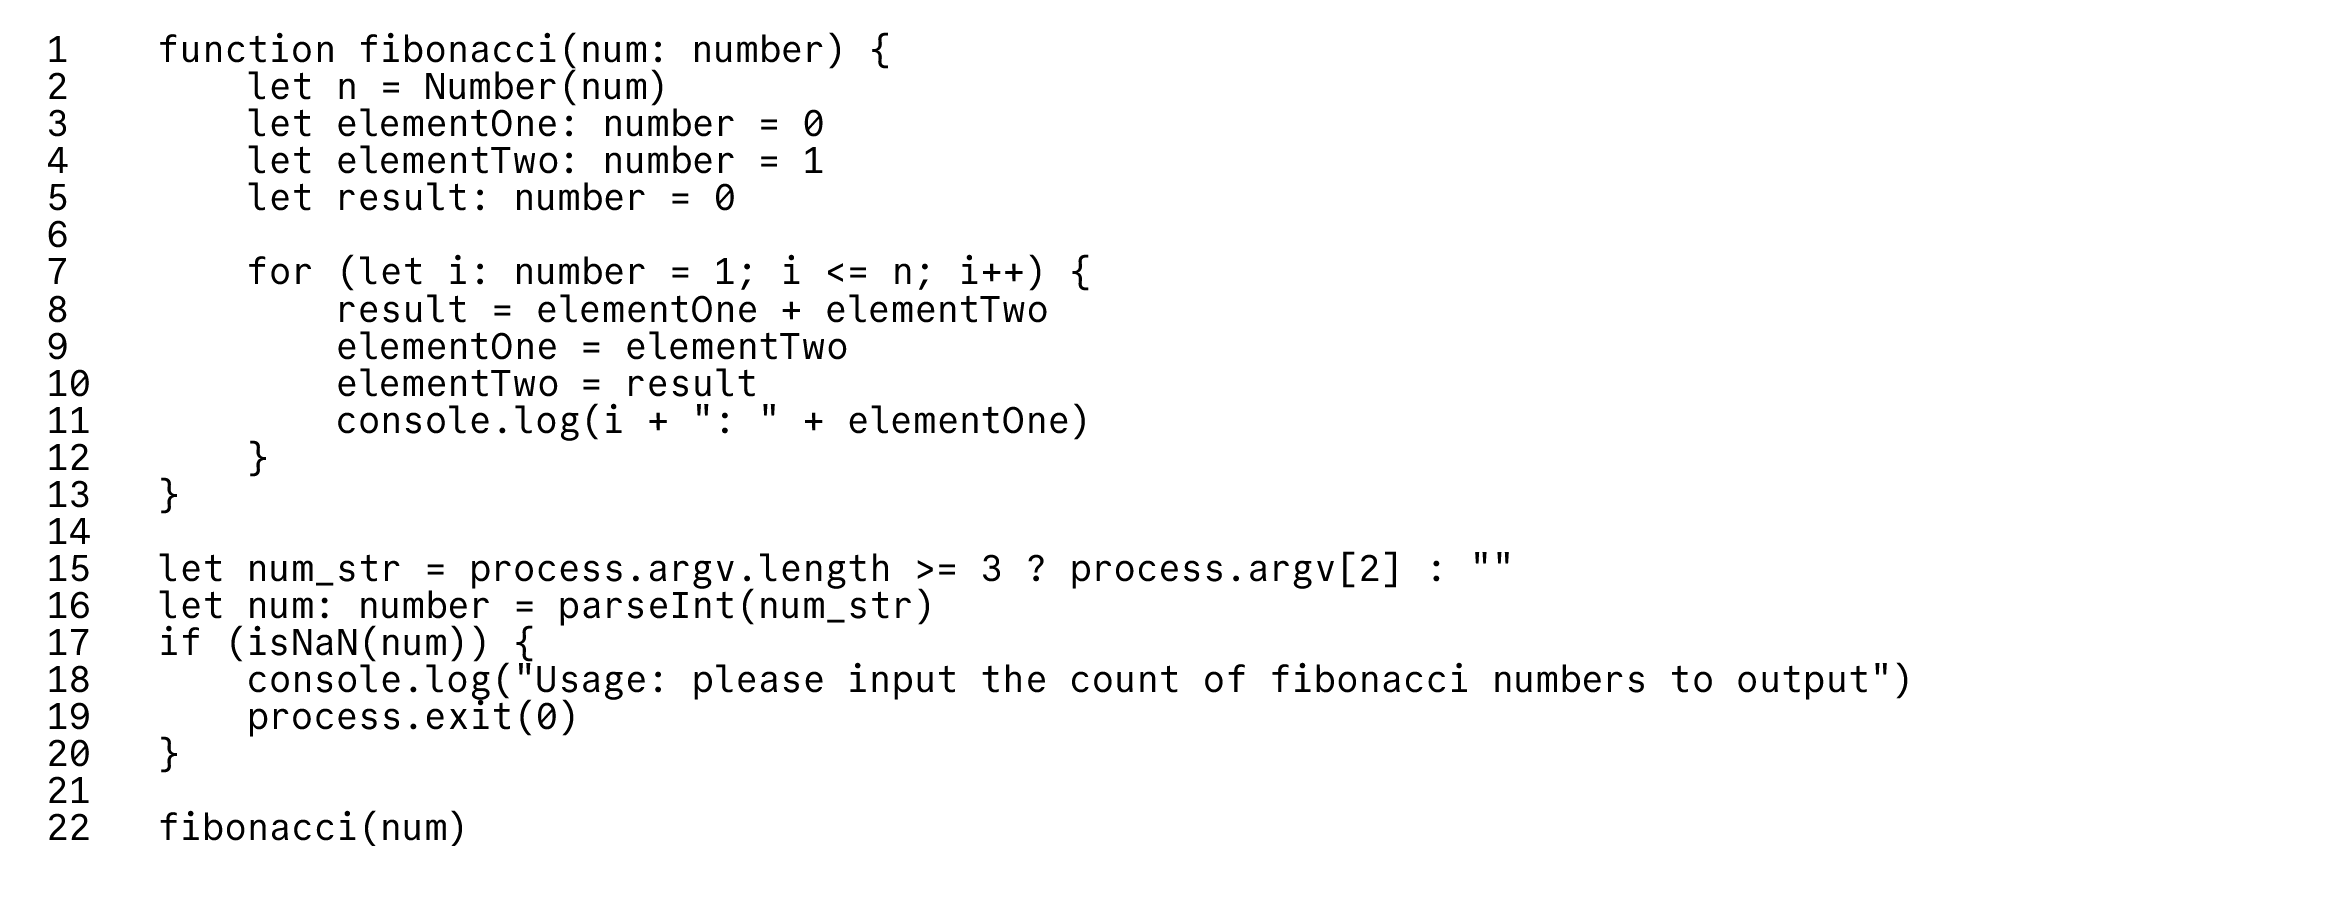 1 function fibonacci(num: number) {
2     let n = Number(num)
3     let elementOne: number = 0
4     let elementTwo: number = 1
5     let result: number = 0
6
7     for (let i: number = 1; i <= n; i++) {
8         result = elementOne + elementTwo
9         elementOne = elementTwo
10         elementTwo = result
11         console.log(i + ": " + elementOne)
12     }
13 }
14
15 let num_str = process.argv.length >= 3 ? process.argv[2] : ""
16 let num: number = parseInt(num_str)
17 if (isNaN(num)) {
18     console.log("Usage: please input the count of fibonacci numbers to output")
19     process.exit(0)
20 }
21
22 fibonacci(num)